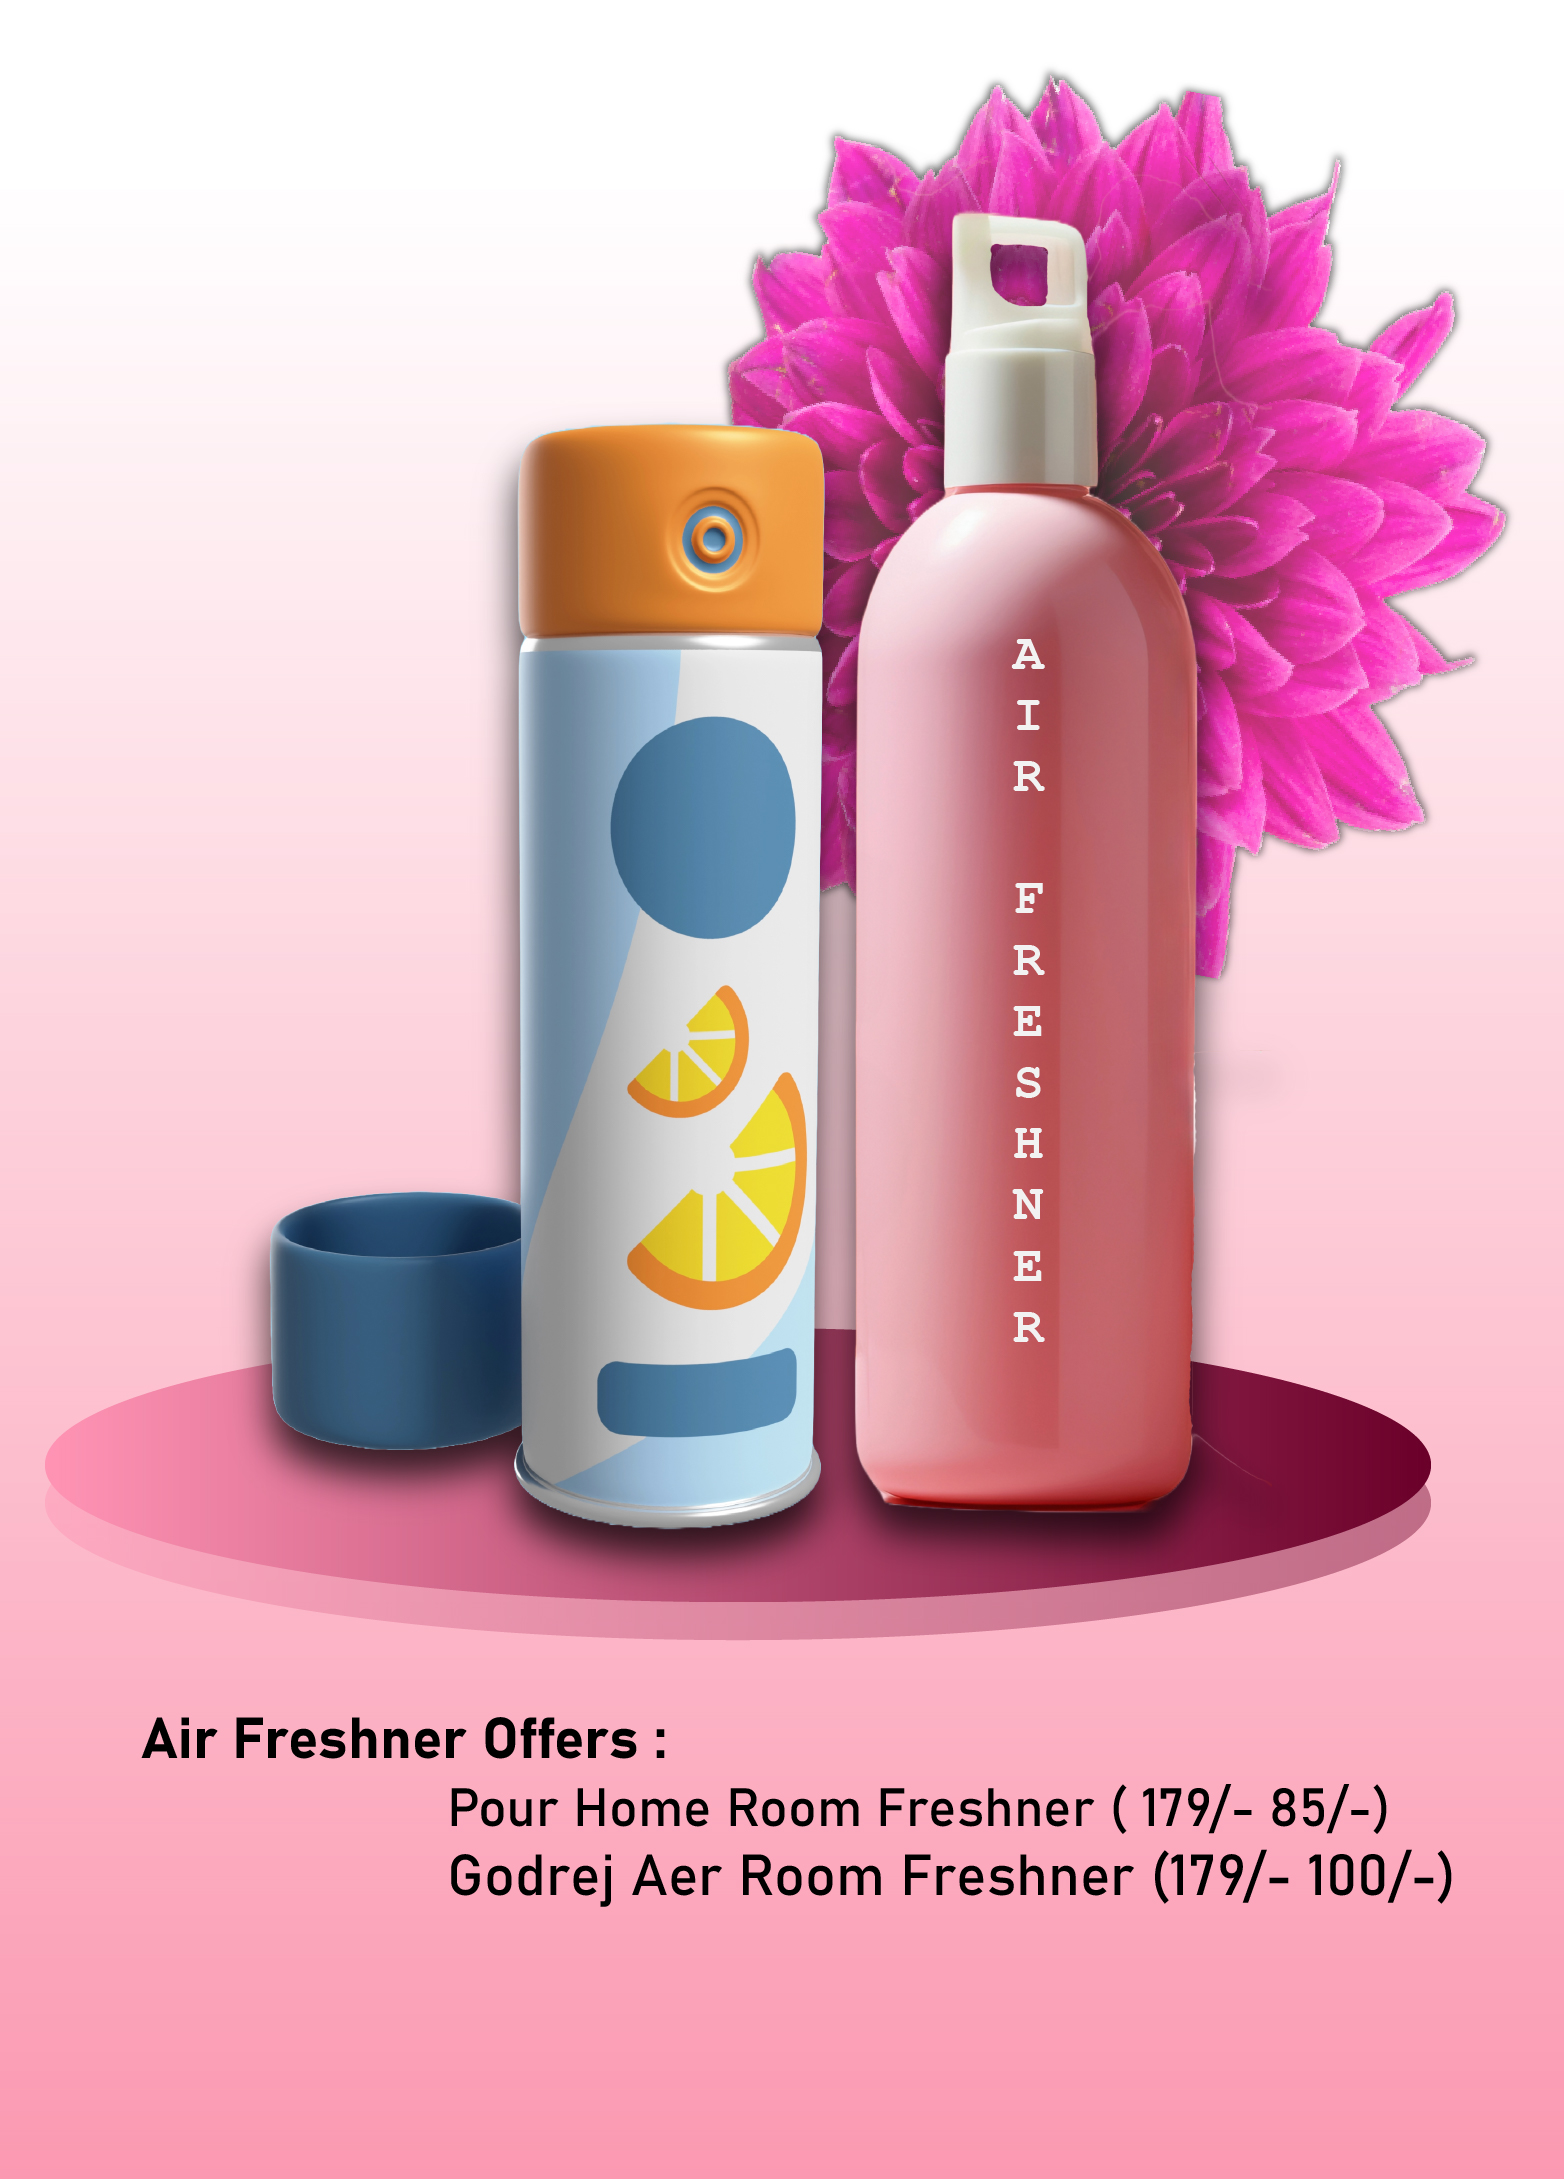 AIR FRESHNER
Air Freshner Offers :
Pour Home Room Freshner ( 179/- 85/-)
Godrej Aer Room Freshner (179/- 100/-)